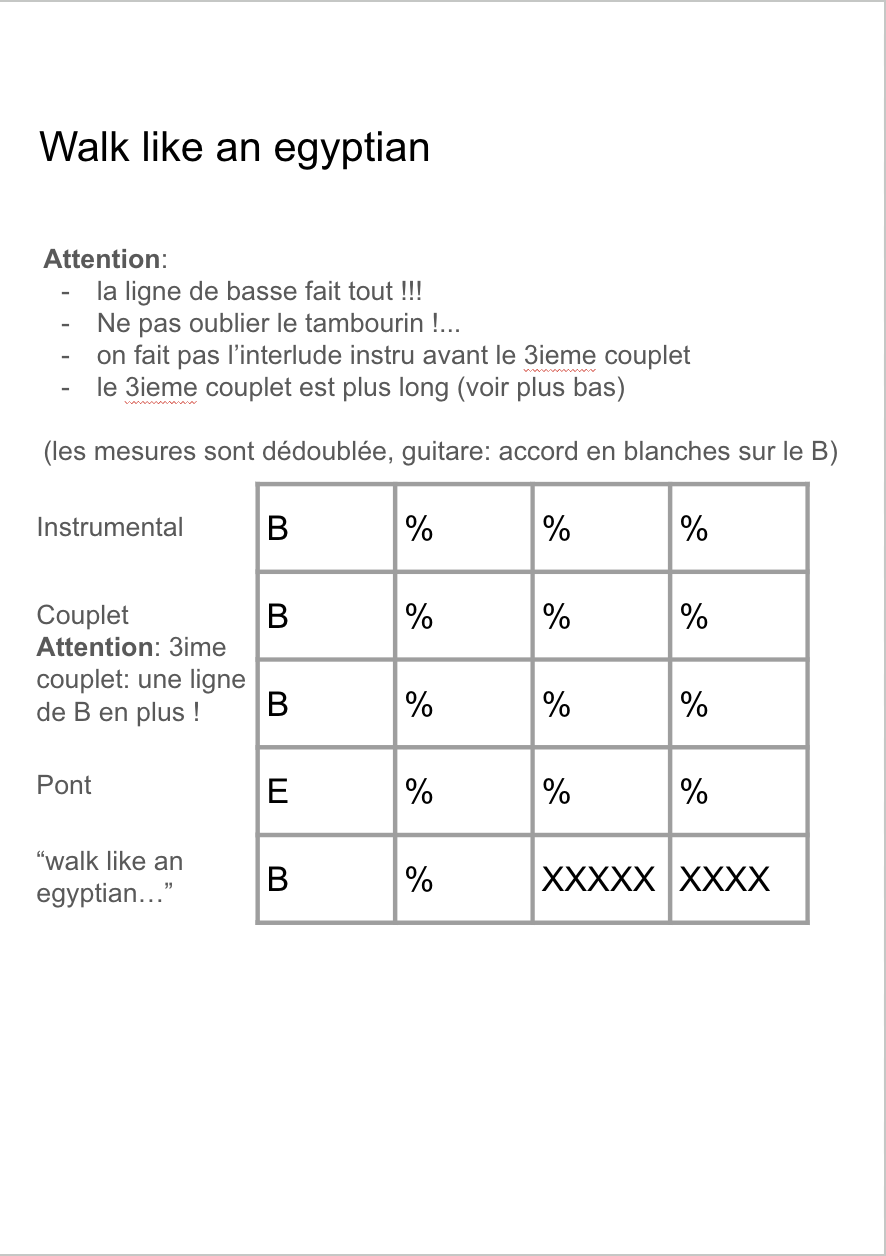 Walk like an egyptian
Attention:
- la ligne de basse fait tout !!!
- Ne pas oublier le tambourin !...
- on fait pas l’interlude instru avant le 3ieme couplet
- le 3ieme couplet est plus long (voir plus bas)
(les mesures sont dédoublée, guitare: accord en blanches sur le B)
Instrumental
B % % %
Couplet
Attention: 3ime
couplet: une ligne
de B en plus !
B % % %
B % % %
Pont
E % % %
“walk like an
egyptian…”
B % XXXXX XXXX